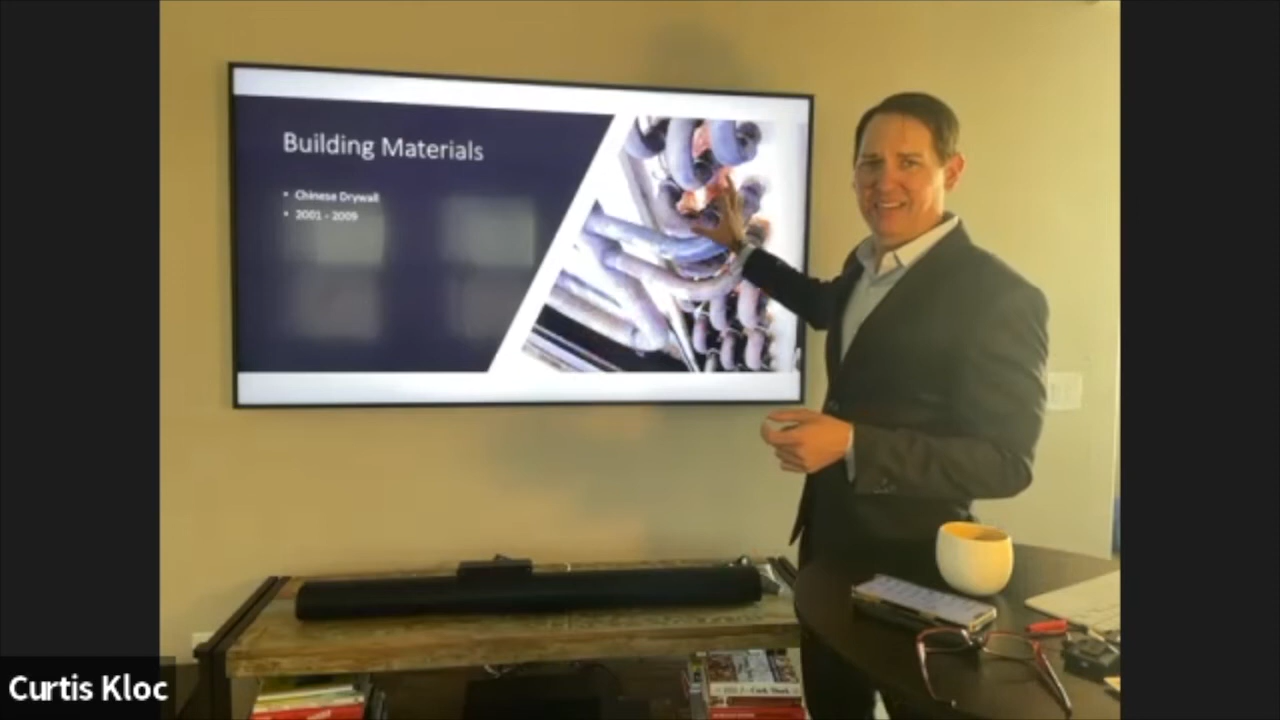 Building Materials
• Chinese Drywall
• 2001 - 2009
Curtis Kloc